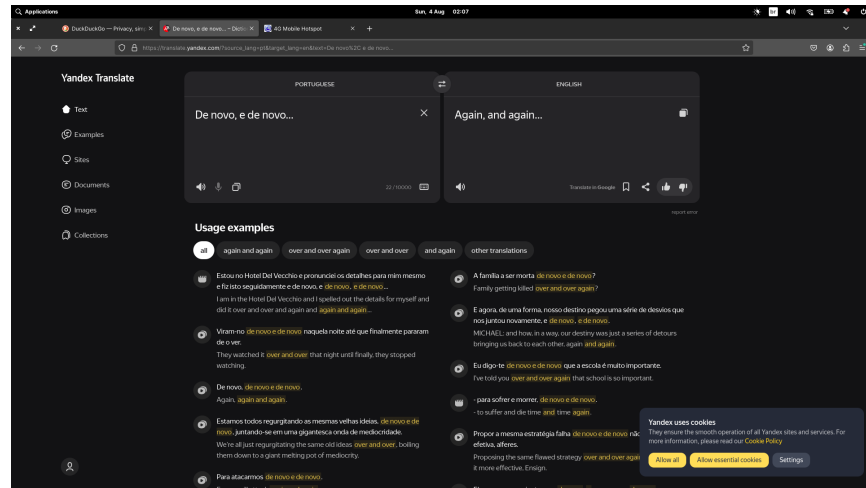 Applications
Sun, 4 Aug 02:07
br
DuckDuckGo — Privacy, sim
De novo, e de novo... – Dicti
4G Mobile Hotspot
https://translate.yandex.com/?source_lang=pt&target_lang=en&text=De novo%2C e de novo...
Yandex Translate
Text
Examples
Sites
Documents
Images
Collections
PORTUGUESE
ENGLISH
De novo, e de novo...
Again, and again...
22 / 10000
Translate in Google
report error
Usage examples
all
again and again
over and over again
over and over
and again
other translations
Estou no Hotel Del Vecchio e pronunciei os detalhes para mim mesmo
e fiz isto seguidamente e de novo, e de novo, e de novo...
I am in the Hotel Del Vecchio and I spelled out the details for myself and
did it over and over and again and again and again...
Viram-no de novo e de novo naquela noite até que finalmente pararam
de o ver.
They watched it over and over that night until finally, they stopped
watching.
De novo, de novo e de novo.
Again, again and again.
Estamos todos regurgitando as mesmas velhas ideias, de novo e de
novo, juntando-se em uma gigantesca onda de mediocridade.
We're all just regurgitating the same old ideas over and over, boiling
them down to a giant melting pot of mediocrity.
Para atacarmos de novo e de novo.
A família a ser morta de novo e de novo?
Family getting killed over and over again?
E agora, de uma forma, nosso destino pegou uma série de desvios que
nos juntou novamente, e de novo, e de novo.
MICHAEL: and how, in a way, our destiny was just a series of detours
bringing us back to each other, again and again.
Eu digo-te de novo e de novo que a escola é muito importante.
I've told you over and over again that school is so important.
- para sofrer e morrer, de novo e de novo.
- to suffer and die time and time again.
Propor a mesma estratégia falha de novo e de novo não
efetiva, alferes.
Proposing the same flawed strategy over and over again
it more effective, Ensign.
Yandex uses cookies
They ensure the smooth operation of all Yandex sites and services. For
more information, please read our Cookie Policy
Allow all
Allow essential cookies
Settings